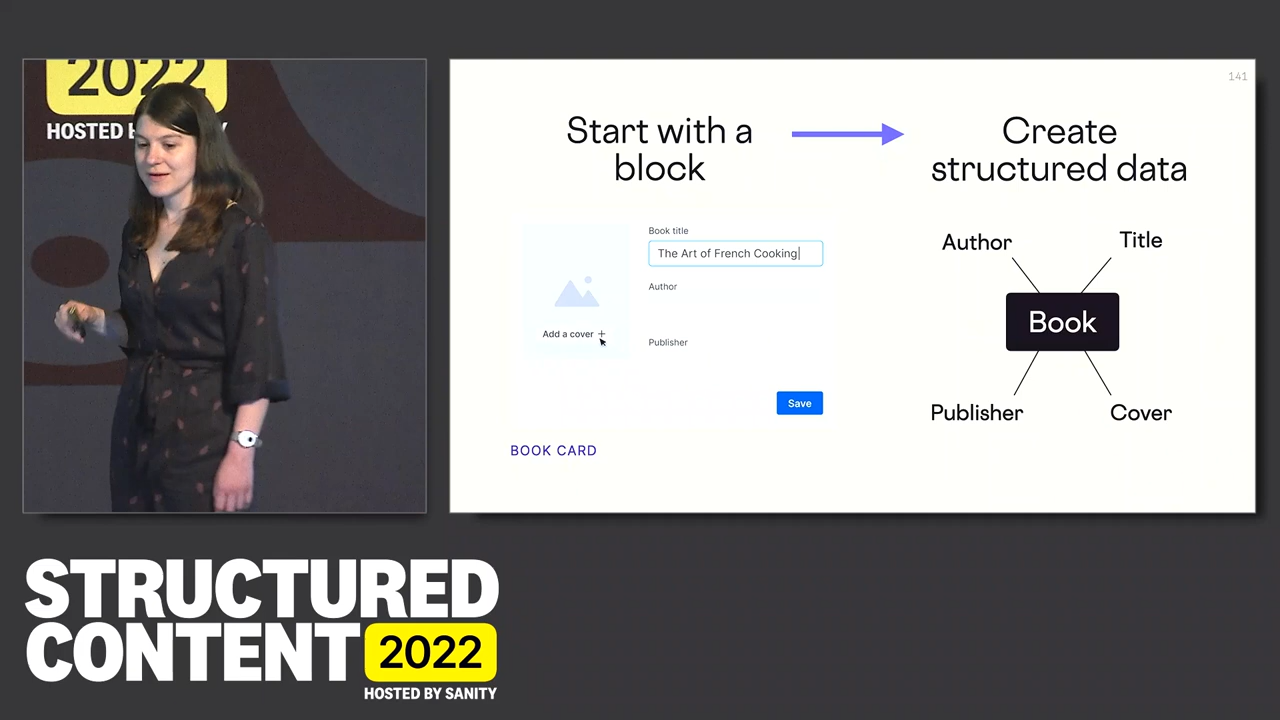 2022
HOSTED
141
Start with a
block
Create
structured data
Book title
The Art of French Cooking
Author
Add a cover +
Publisher
Save
BOOK CARD
Author
Title
Book
Publisher
Cover
STRUCTURED
CONTENT 2022
HOSTED BY SANITY